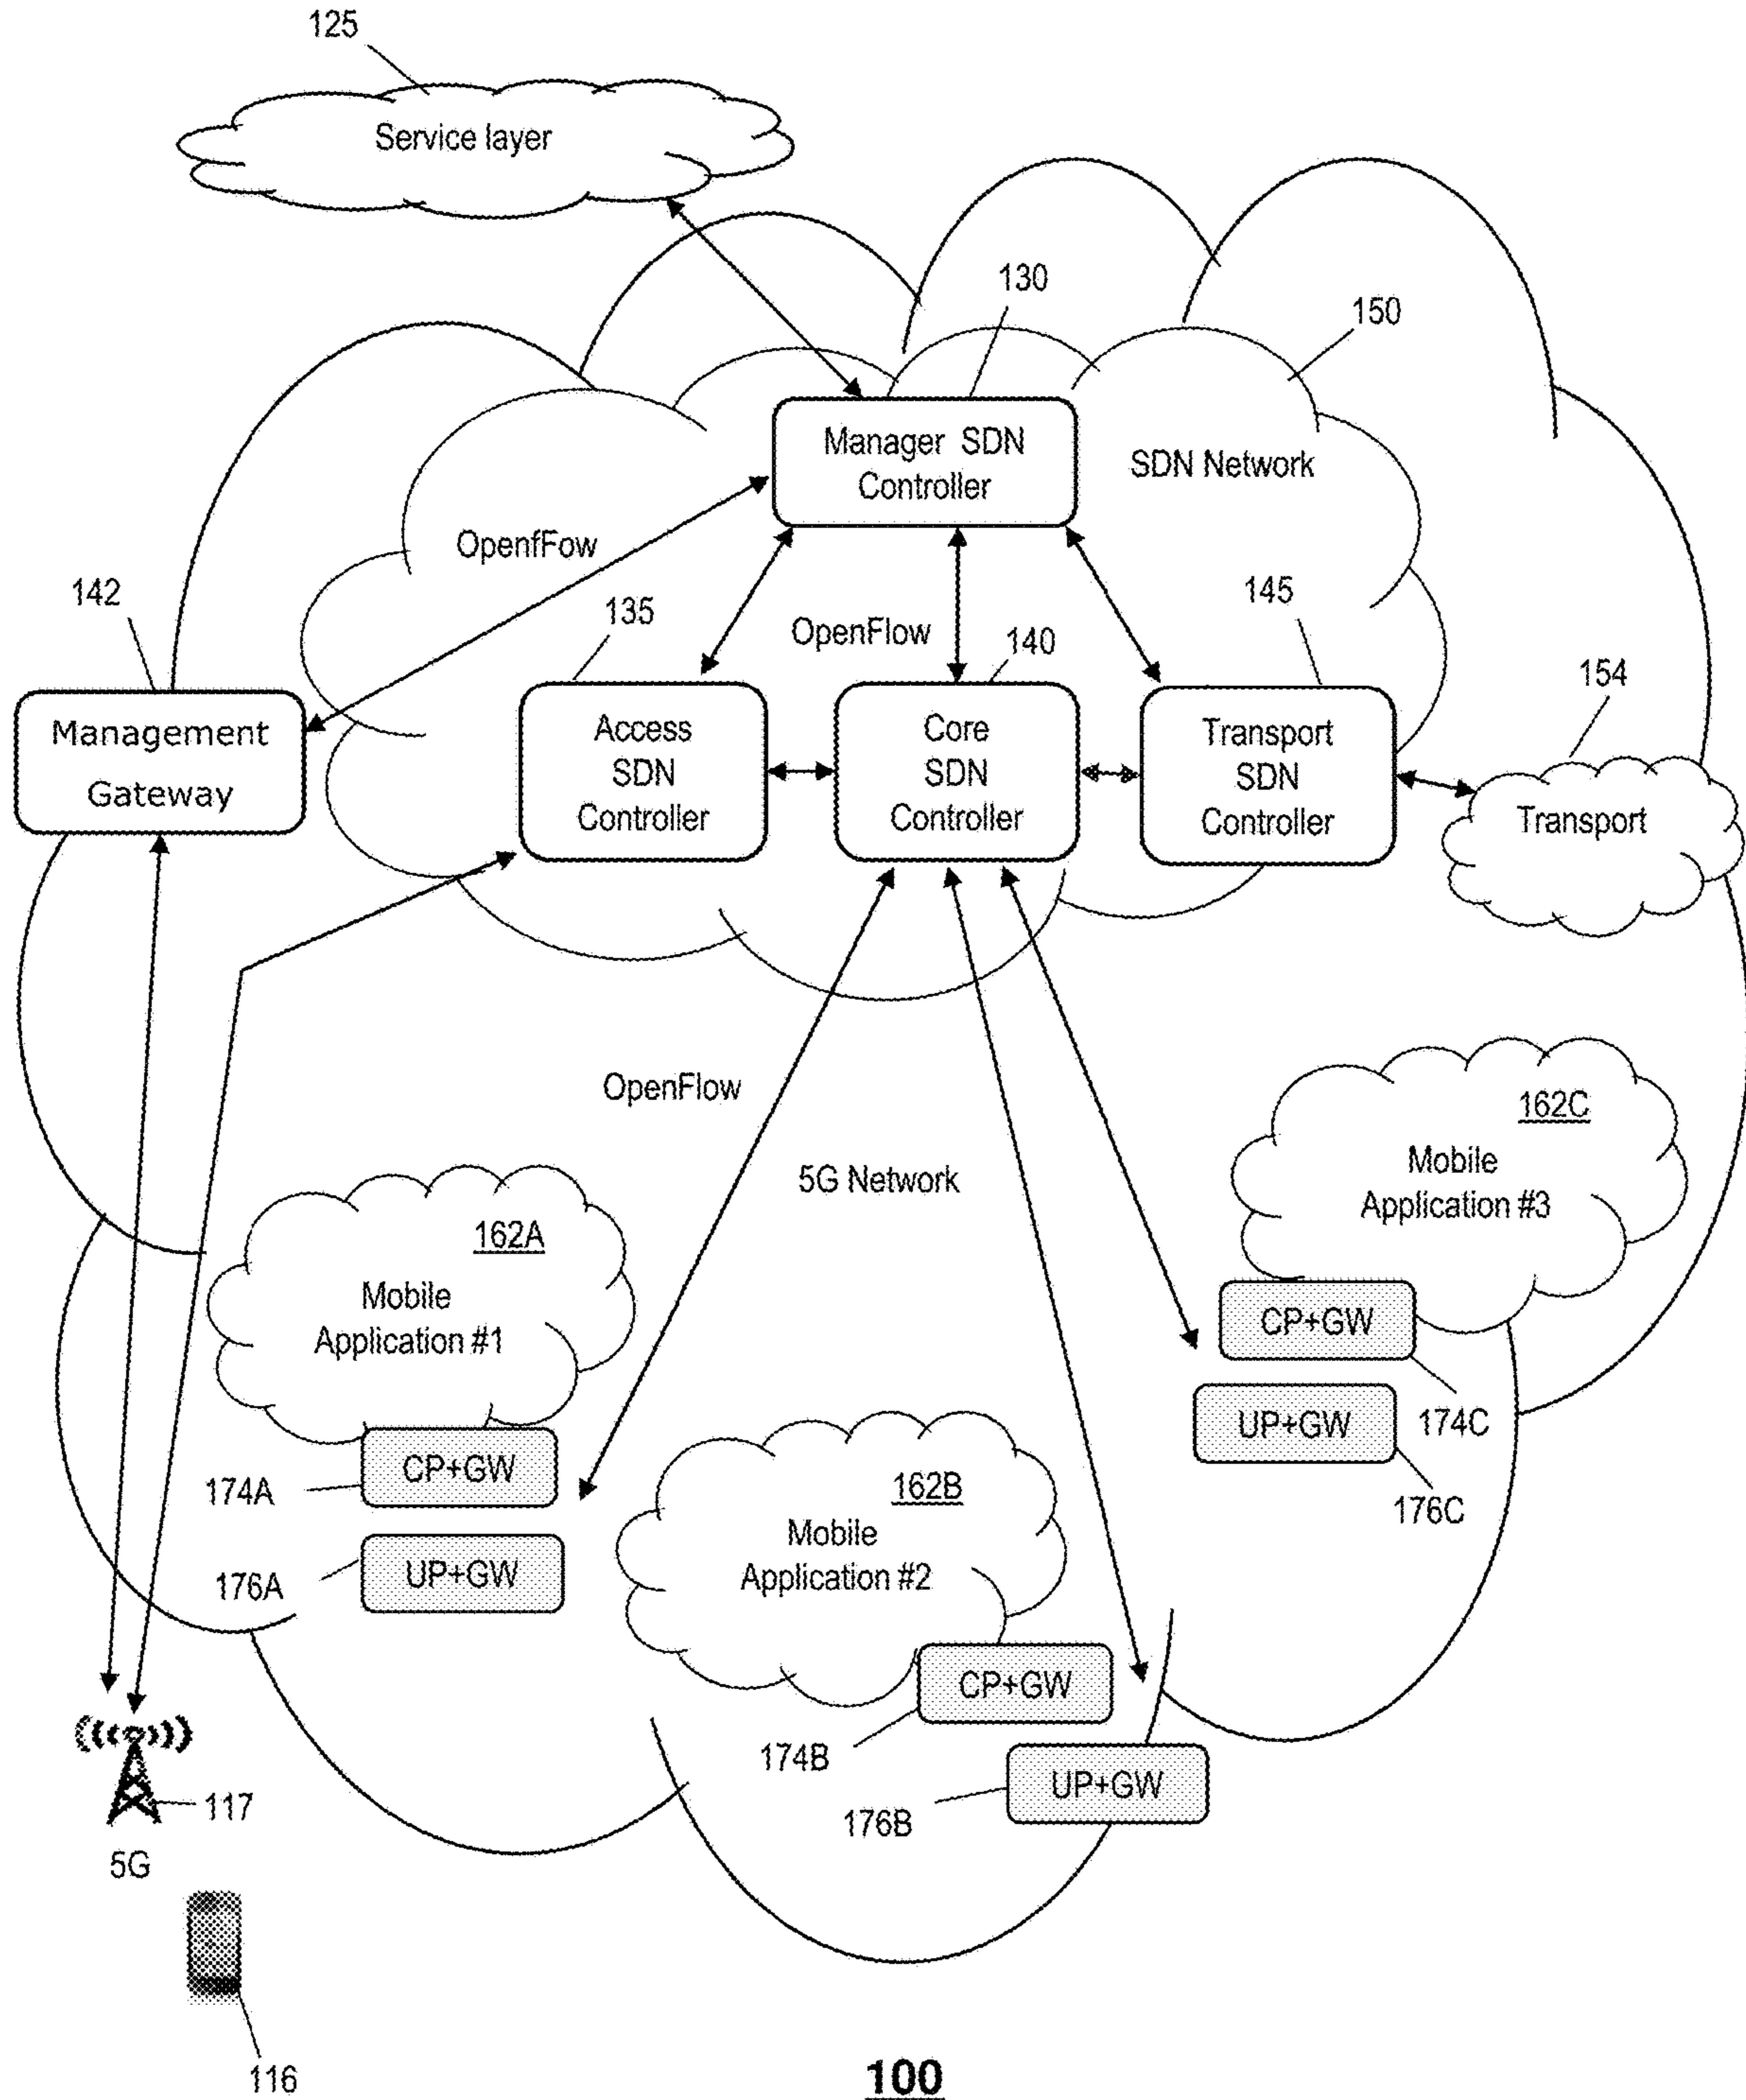 125
Service layer
130
150
Manager SDN
Controller
SDN Network
OpenfFow
142
135
OpenFlow
140
145
154
Management
Gateway
Access
SDN
Controller
Core
SDN
Controller
Transport
SDN
Controller
Transport
OpenFlow
5G Network
162C
Mobile
Application #3
162A
Mobile
Application #1
CP+GW
174C
UP+GW
176C
CP+GW
174A
UP+GW
176A
162B
Mobile
Application #2
CP+GW
174B
UP+GW
176B
117
5G
116
100